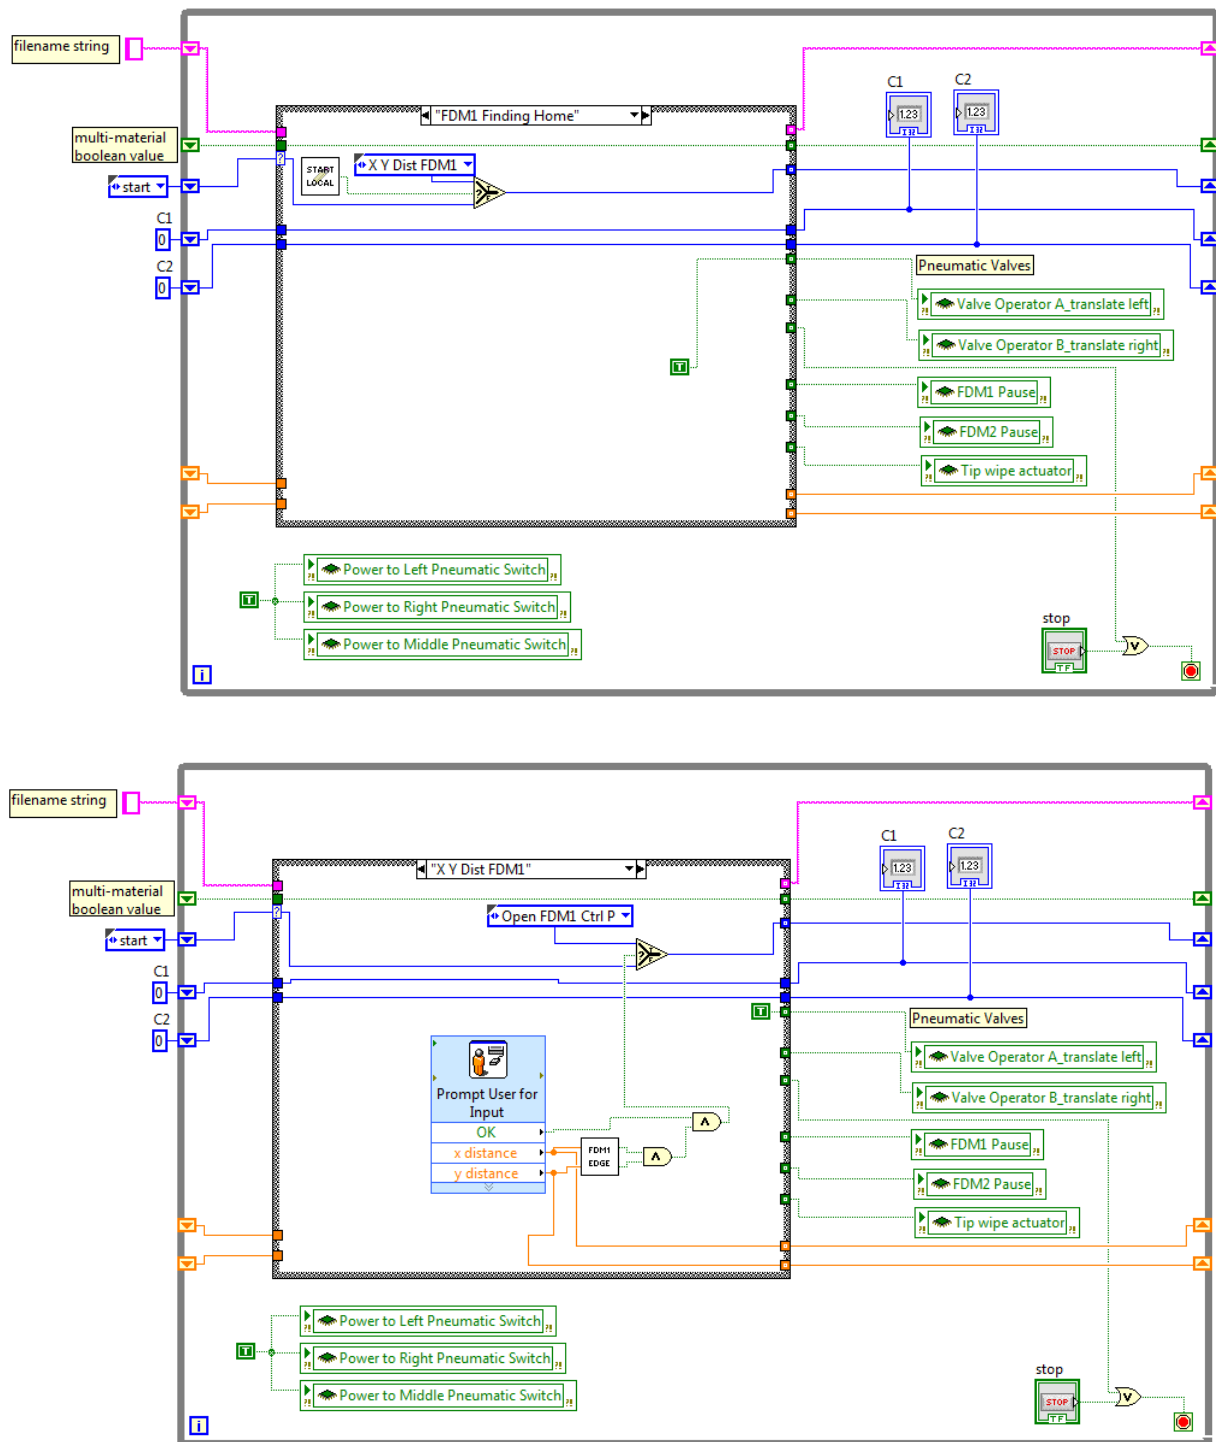 filename string
"FDM1 Finding Home"
C1
C2
1.23
I32
1.23
I32
multi-material
boolean value
start
?
START
LOCAL
X Y Dist FDM1
?
T
F
C1
0
C2
0
Pneumatic Valves
Valve Operator A_translate left
Valve Operator B_translate right
T
FDM1 Pause
FDM2 Pause
Tip wipe actuator
Power to Left Pneumatic Switch
T
Power to Right Pneumatic Switch
Power to Middle Pneumatic Switch
stop
STOP
TF
V
i
filename string
"X Y Dist FDM1"
C1
C2
1.23
I32
1.23
I32
multi-material
boolean value
start
?
Open FDM1 Ctrl P
?
T
F
C1
0
C2
0
T
Pneumatic Valves
Valve Operator A_translate left
Valve Operator B_translate right
Prompt User for
Input
OK
x distance
y distance
FDM1
EDGE
Λ
Λ
FDM1 Pause
FDM2 Pause
Tip wipe actuator
Power to Left Pneumatic Switch
T
Power to Right Pneumatic Switch
Power to Middle Pneumatic Switch
stop
STOP
TF
V
i